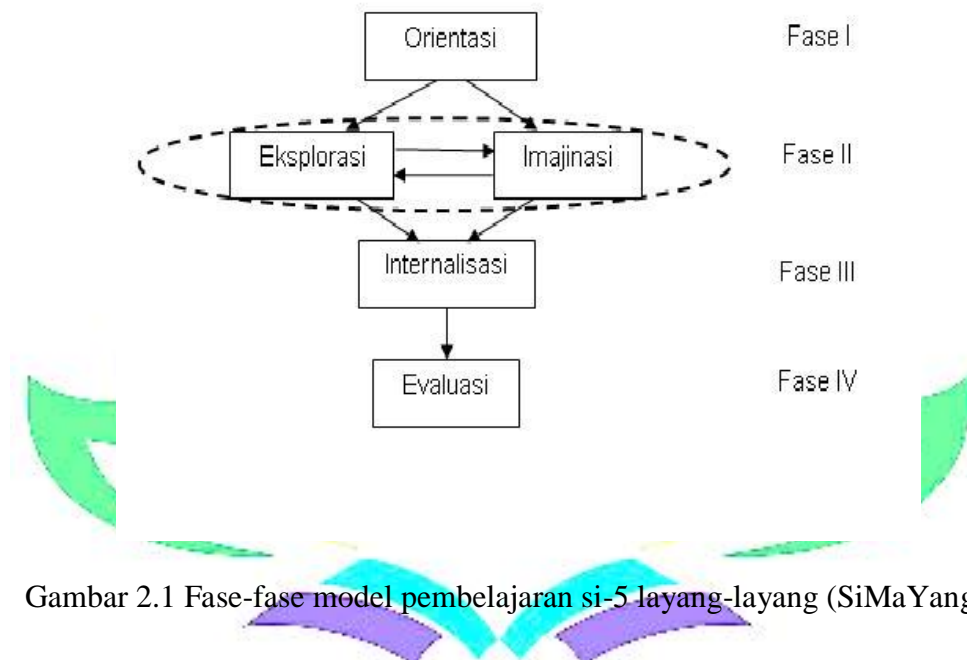 Orientasi Fase I
Eksplorasi Imajinasi Fase II
Internalisasi Fase III
Evaluasi Fase IV
Gambar 2.1 Fase-fase model pembelajaran si-5 layang-layang (SiMaYang